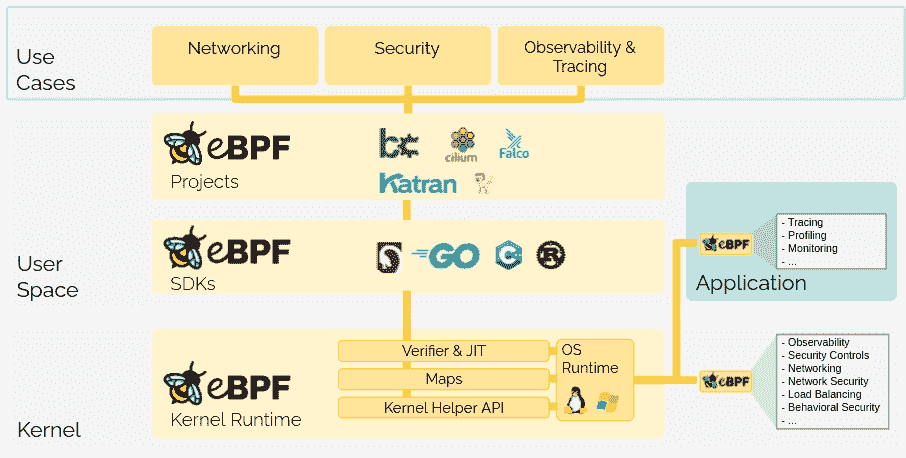 Use
Cases
Networking
Security
Observability &
Tracing
eBPF
Projects
bcc
cilium
Falco
Katran
User
Space
eBPF
SDKs
GO
C
R
eBPF
- Tracing
- Profiling
- Monitoring
- ...
Application
Kernel
eBPF
Kernel Runtime
Verifier & JIT
Maps
Kernel Helper API
OS
Runtime
eBPF
- Observability
- Security Controls
- Networking
- Network Security
- Load Balancing
- Behavioral Security
- ...